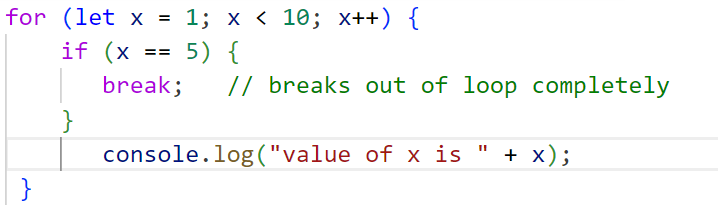 for (let x = 1; x < 10; x++) {
    if (x == 5) {
       break;   // breaks out of loop completely
    }
       console.log("value of x is " + x);
 }